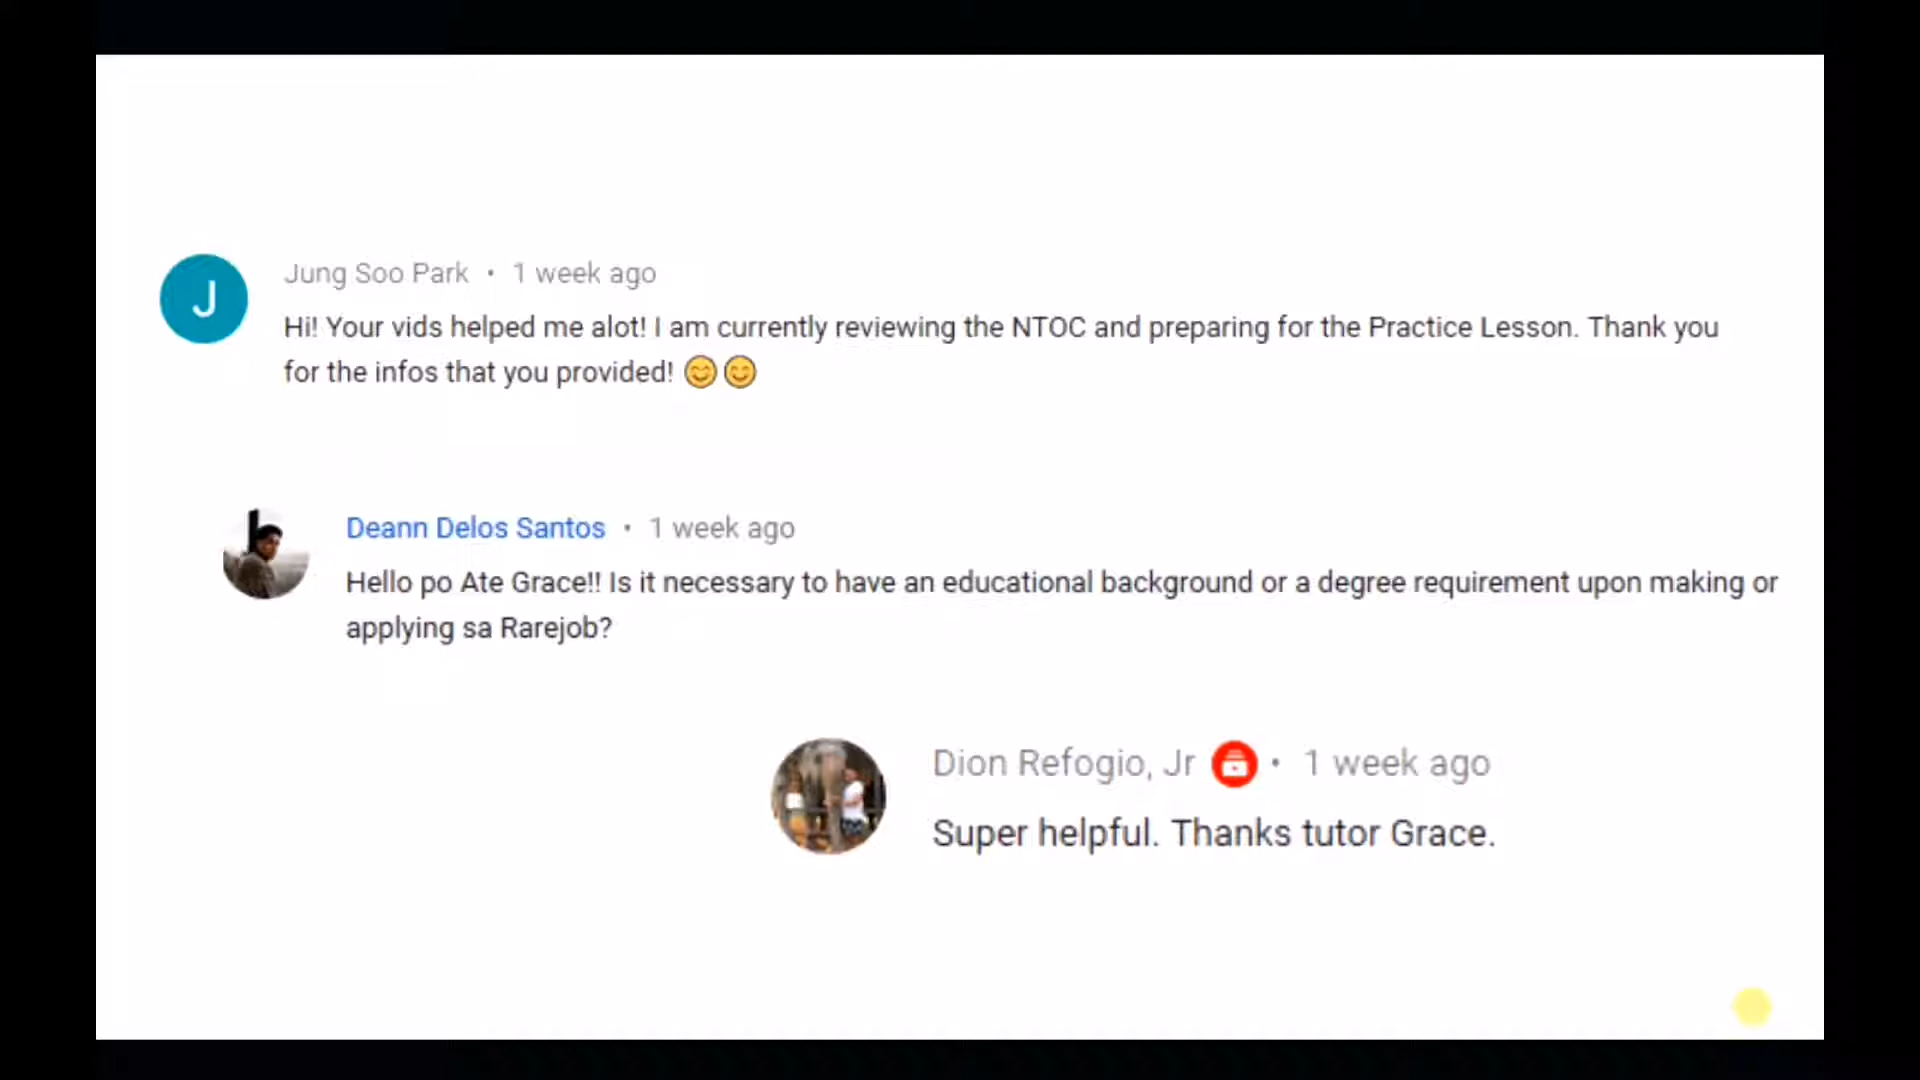 J
Jung Soo Park • 1 week ago
Hi! Your vids helped me alot! I am currently reviewing the NTOC and preparing for the Practice Lesson. Thank you
for the infos that you provided! 😊😊
Deann Delos Santos • 1 week ago
Hello po Ate Grace!! Is it necessary to have an educational background or a degree requirement upon making or
applying sa Rarejob?
Dion Refogio, Jr • 1 week ago
Super helpful. Thanks tutor Grace.